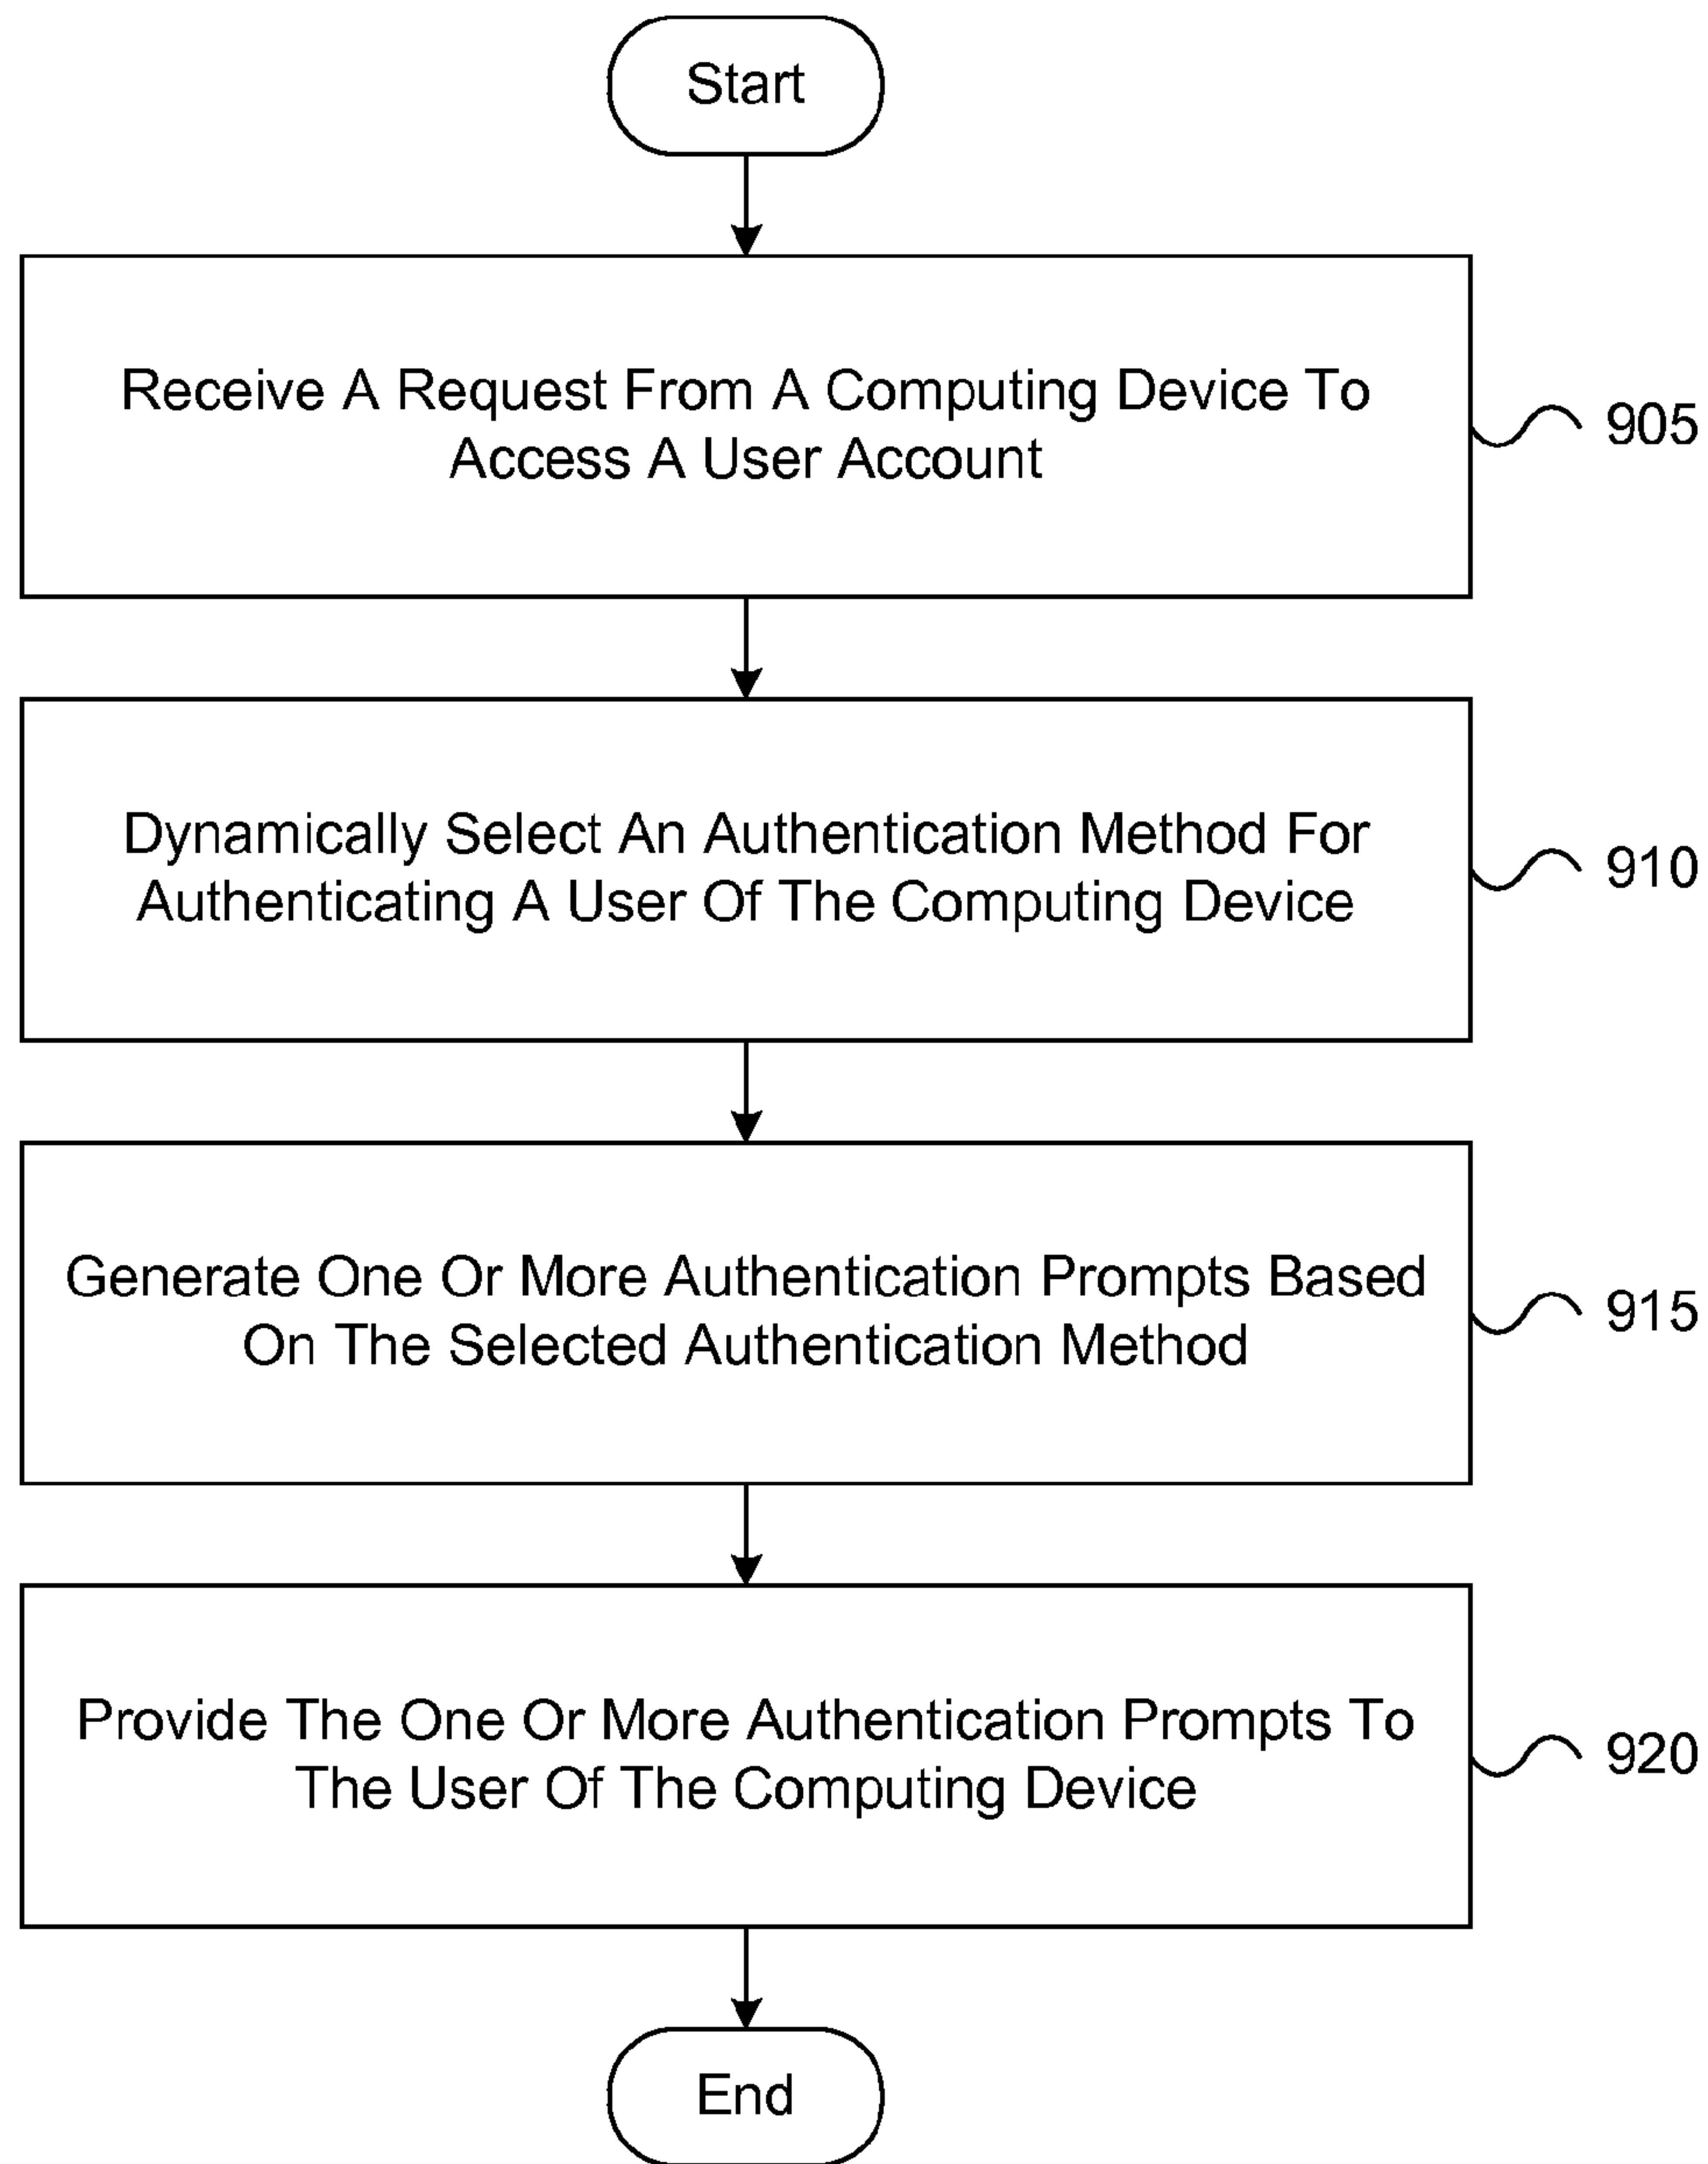 Start
Receive A Request From A Computing Device To
Access A User Account
905
Dynamically Select An Authentication Method For
Authenticating A User Of The Computing Device
910
Generate One Or More Authentication Prompts Based
On The Selected Authentication Method
915
Provide The One Or More Authentication Prompts To
The User Of The Computing Device
920
End